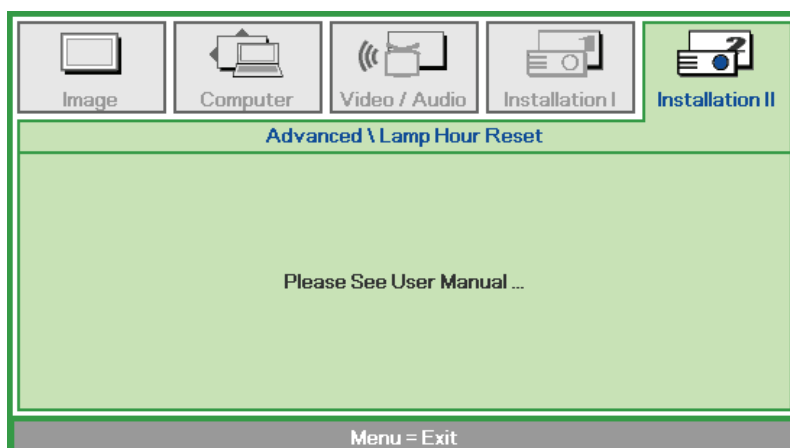 Image
Computer
Video / Audio
Installation I
Installation II
Advanced \ Lamp Hour Reset
Please See User Manual ...
Menu = Exit